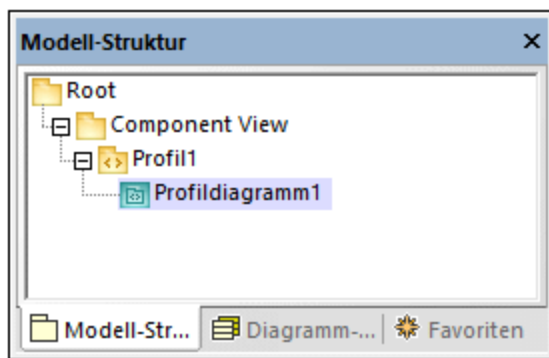 Modell-Struktur
Root
Component View
Profil1
Profildiagramm1
Modell-Str... Diagramm-... Favoriten